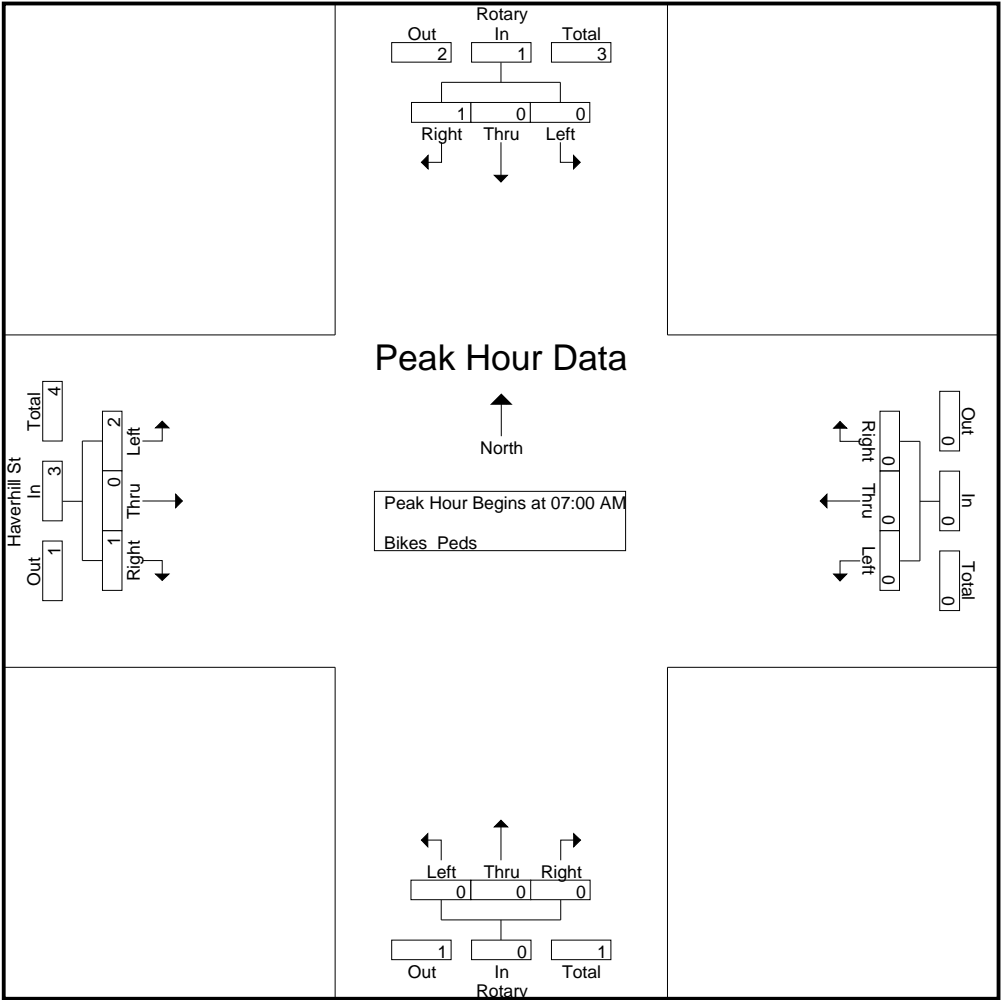 Rotary
Out In Total
2 1 3
1 0 0
Right Thru Left
Peak Hour Data
North
Peak Hour Begins at 07:00 AM
Bikes Peds
Haverhill St
Total In Out
4 3 1
2 0 1
Left Thru Right
Out In Total
0 0 0
Right Thru Left
0 0 0
Left Thru Right
0 0 0
1 0 1
Out In Total
Rotary